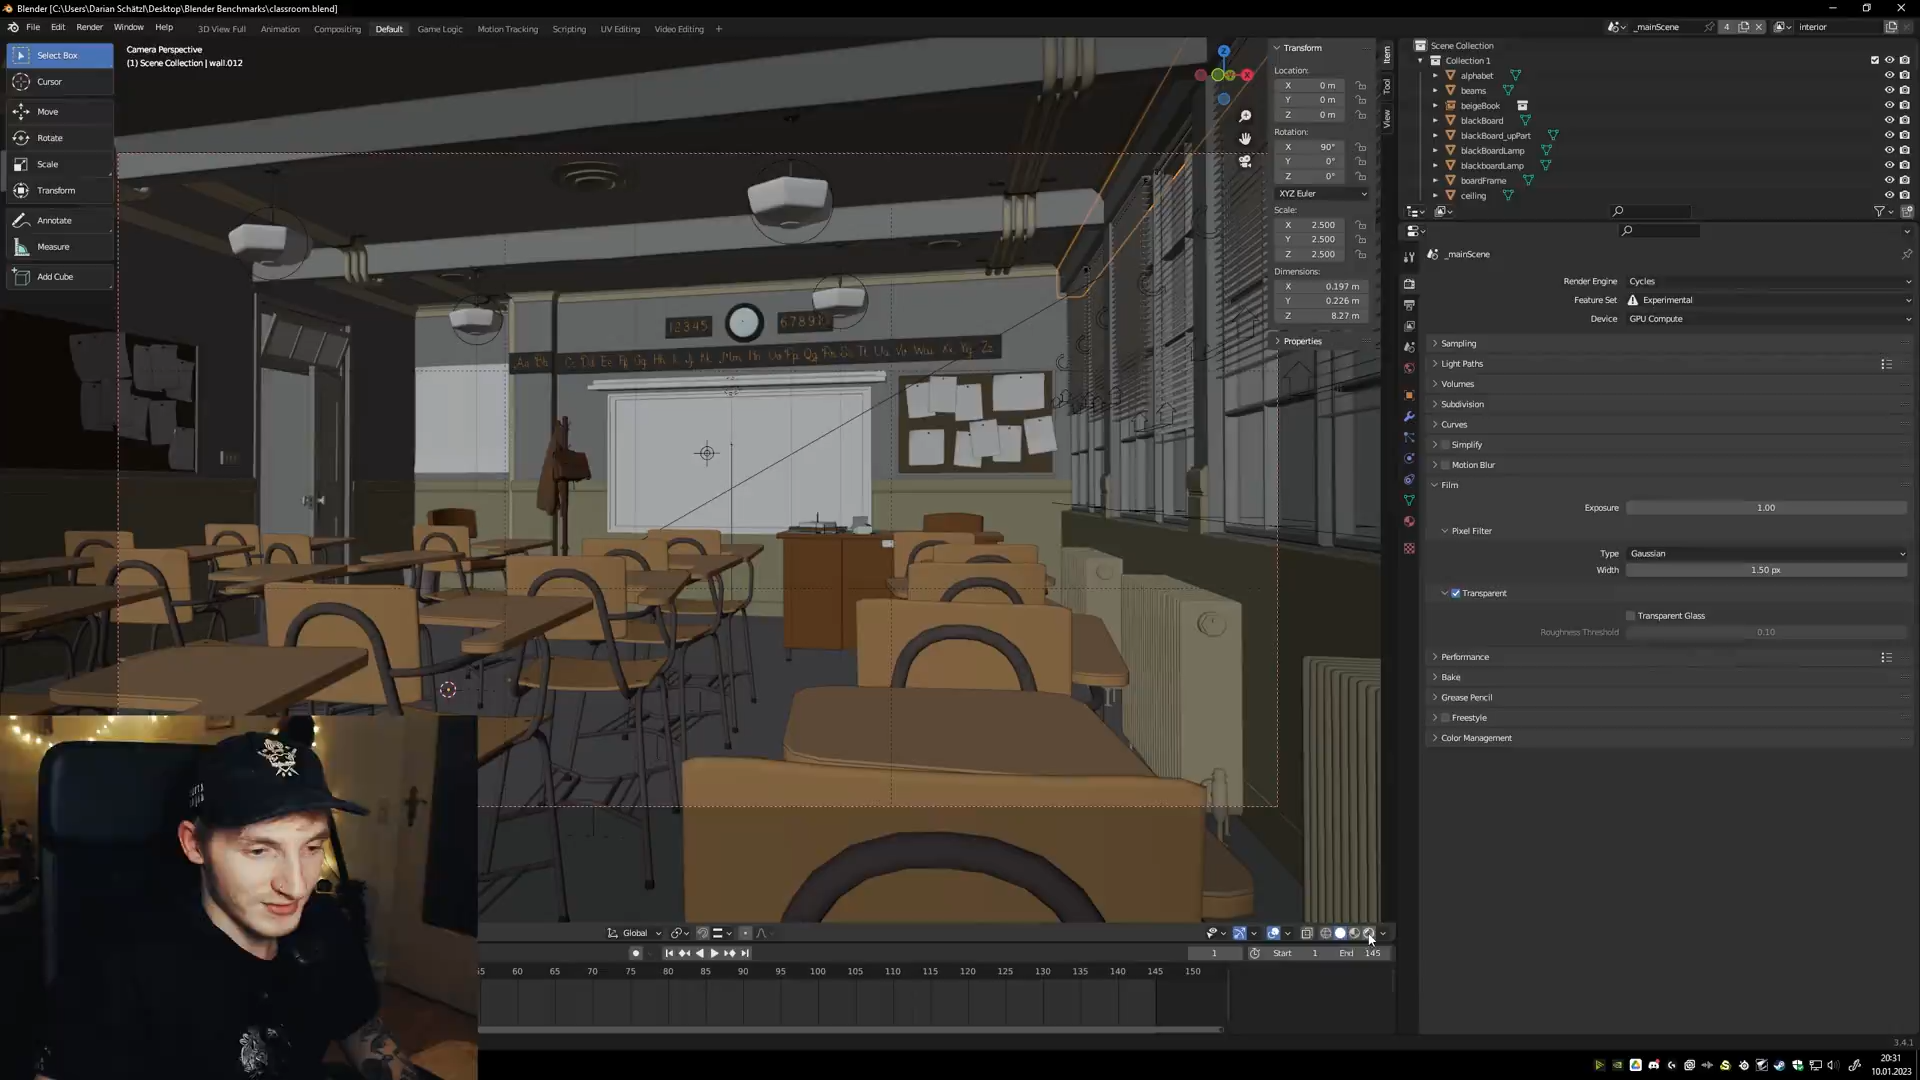 Blender [C:\Users\Darian Schätzl\Desktop\Blender Benchmarks\classroom.blend]
File Edit Render Window Help
3D View Full Animation Compositing Default Game Logic Motion Tracking Scripting UV Editing Video Editing +
_mainScene 4 interior
Select Box
Cursor
Move
Rotate
Scale
Transform
Annotate
Measure
Add Cube
Camera Perspective
(1) Scene Collection | wall.012
12345
Z
X
Transform
Location:
X 0 m
Y 0 m
Z 0 m
Rotation:
X 90°
Y 0°
Z 0°
XYZ Euler
Scale:
X 2.500
Y 2.500
Z 2.500
Dimensions:
X 0.197 m
Y 0.226 m
Z 8.27 m
Properties
Item
Tool
View
Scene Collection
Collection 1
alphabet
beams
beigeBook
blackBoard
blackBoard_upPart
blackBoardLamp
blackboardLamp
boardFrame
ceiling
_mainScene
Render Engine Cycles
Feature Set Experimental
Device GPU Compute
Sampling
Light Paths
Volumes
Subdivision
Curves
Simplify
Motion Blur
Film
Exposure 1.00
Pixel Filter
Type Gaussian
Width 1.50 px
Transparent
Transparent Glass
Roughness Threshold 0.10
Performance
Bake
Grease Pencil
Freestyle
Color Management
Global
1 Start 1 End 145
60 65 70 75 80 85 90 95 100 105 110 115 120 125 130 135 140 145 150
3.4.1
20:31
10.01.2023